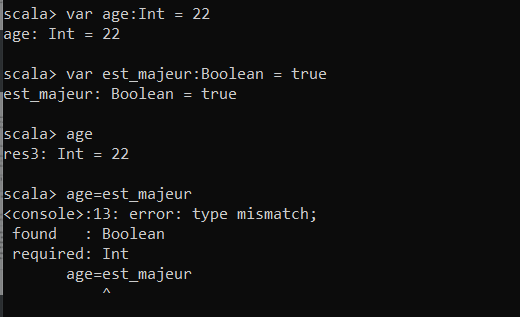 scala> var age:Int = 22
age: Int = 22
scala> var est_majeur:Boolean = true
est_majeur: Boolean = true
scala> age
res3: Int = 22
scala> age=est_majeur
<console>:13: error: type mismatch;
 found   : Boolean
 required: Int
       age=est_majeur
           ^